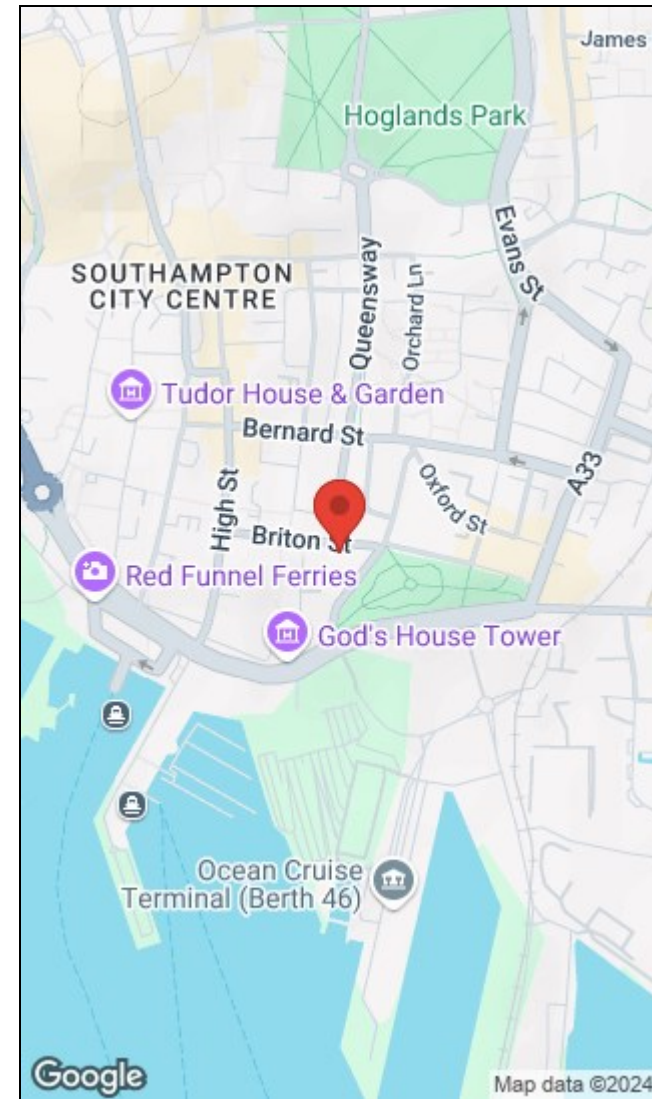 James
Hoglands Park
Evans St
SOUTHAMPTON
CITY CENTRE
Queensway
Orchard Ln
Tudor House & Garden
Bernard St
A33
Oxford St
High St
Briton St
Red Funnel Ferries
God's House Tower
Ocean Cruise
Terminal (Berth 46)
Google
Map data ©2024